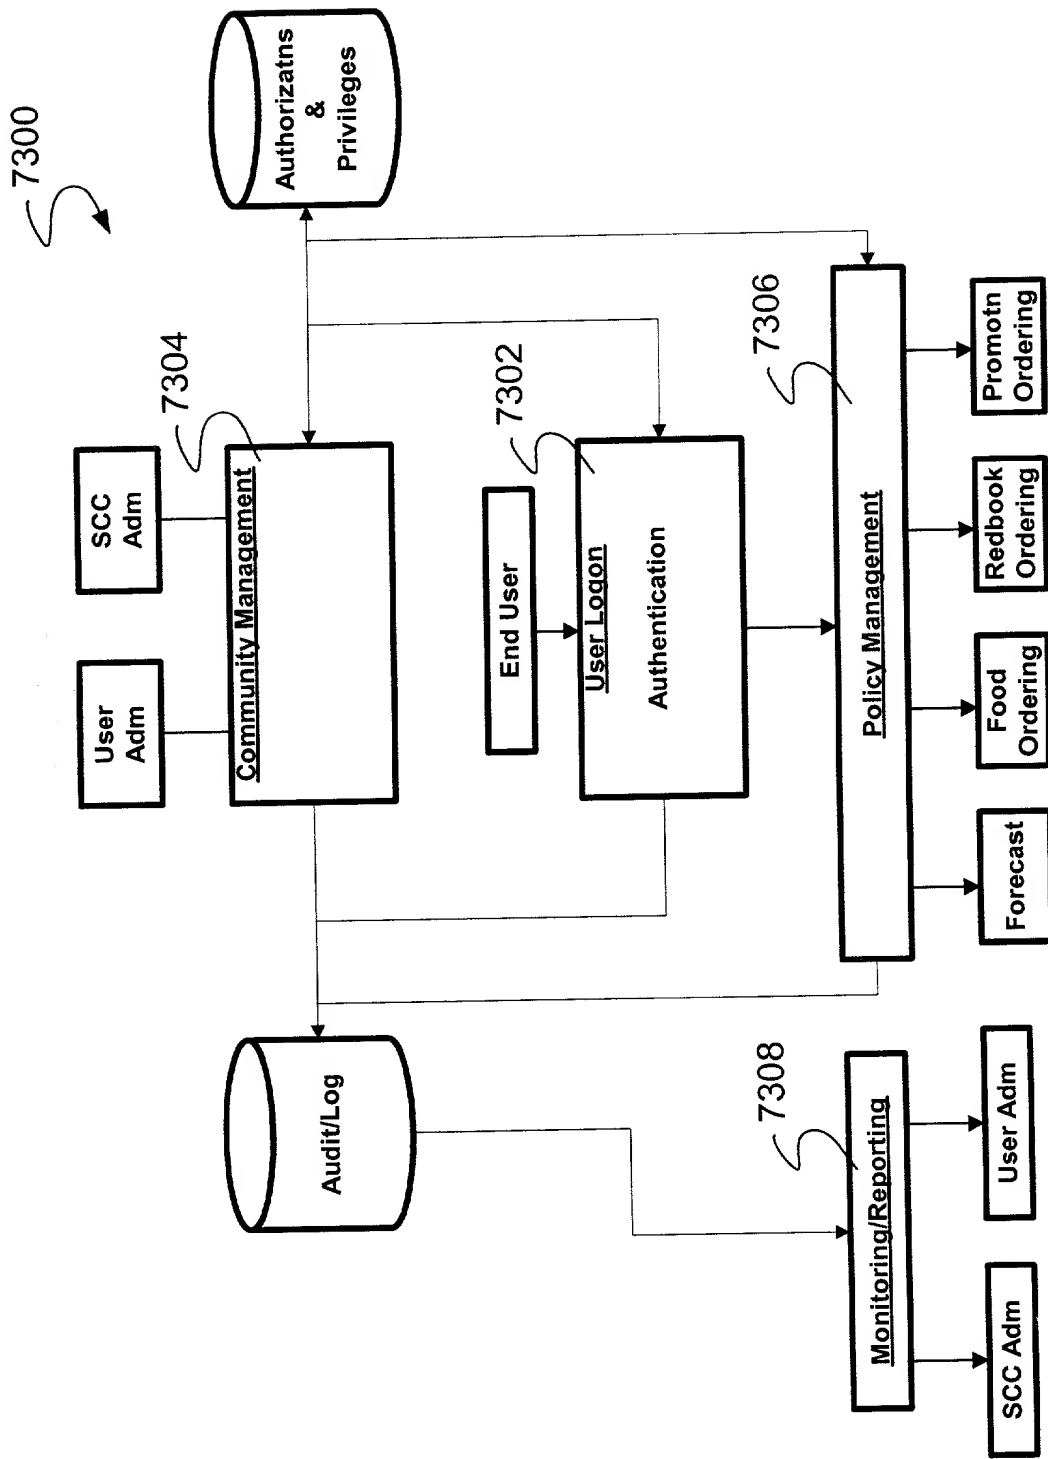 7300
User
Adm
SCC
Adm
7304
Community Management
Audit/Log
Authorizatns
&
Privileges
End User
7302
User Logon
Authentication
7308
Monitoring/Reporting
7306
Policy Management
SCC Adm
User Adm
Forecast
Food
Ordering
Redbook
Ordering
Promotn
Ordering